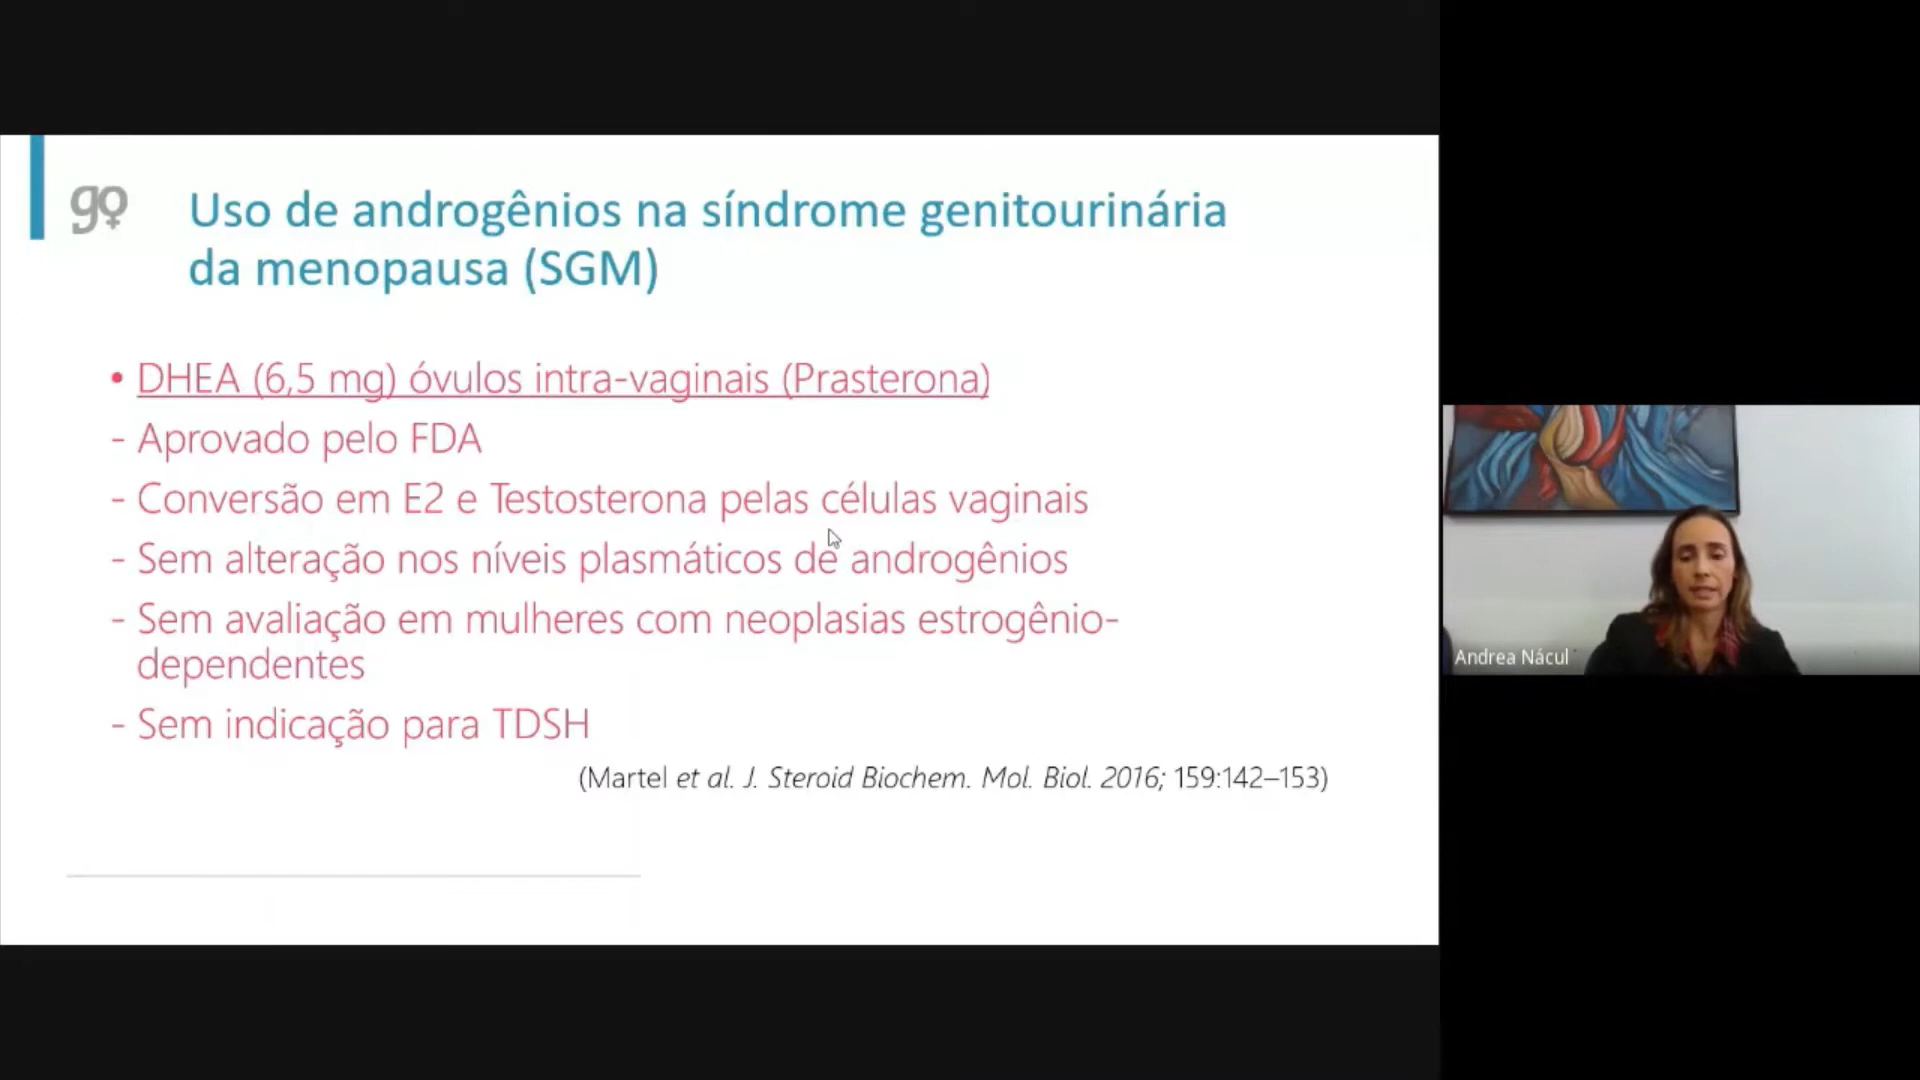 go
Uso de androgênios na síndrome genitourinária
da menopausa (SGM)
• DHEA (6,5 mg) óvulos intra-vaginais (Prasterona)
- Aprovado pelo FDA
- Conversão em E2 e Testosterona pelas células vaginais
- Sem alteração nos níveis plasmáticos de androgênios
- Sem avaliação em mulheres com neoplasias estrogênio-
dependentes
- Sem indicação para TDSH
(Martel et al. J. Steroid Biochem. Mol. Biol. 2016; 159:142–153)
Andrea Nácul